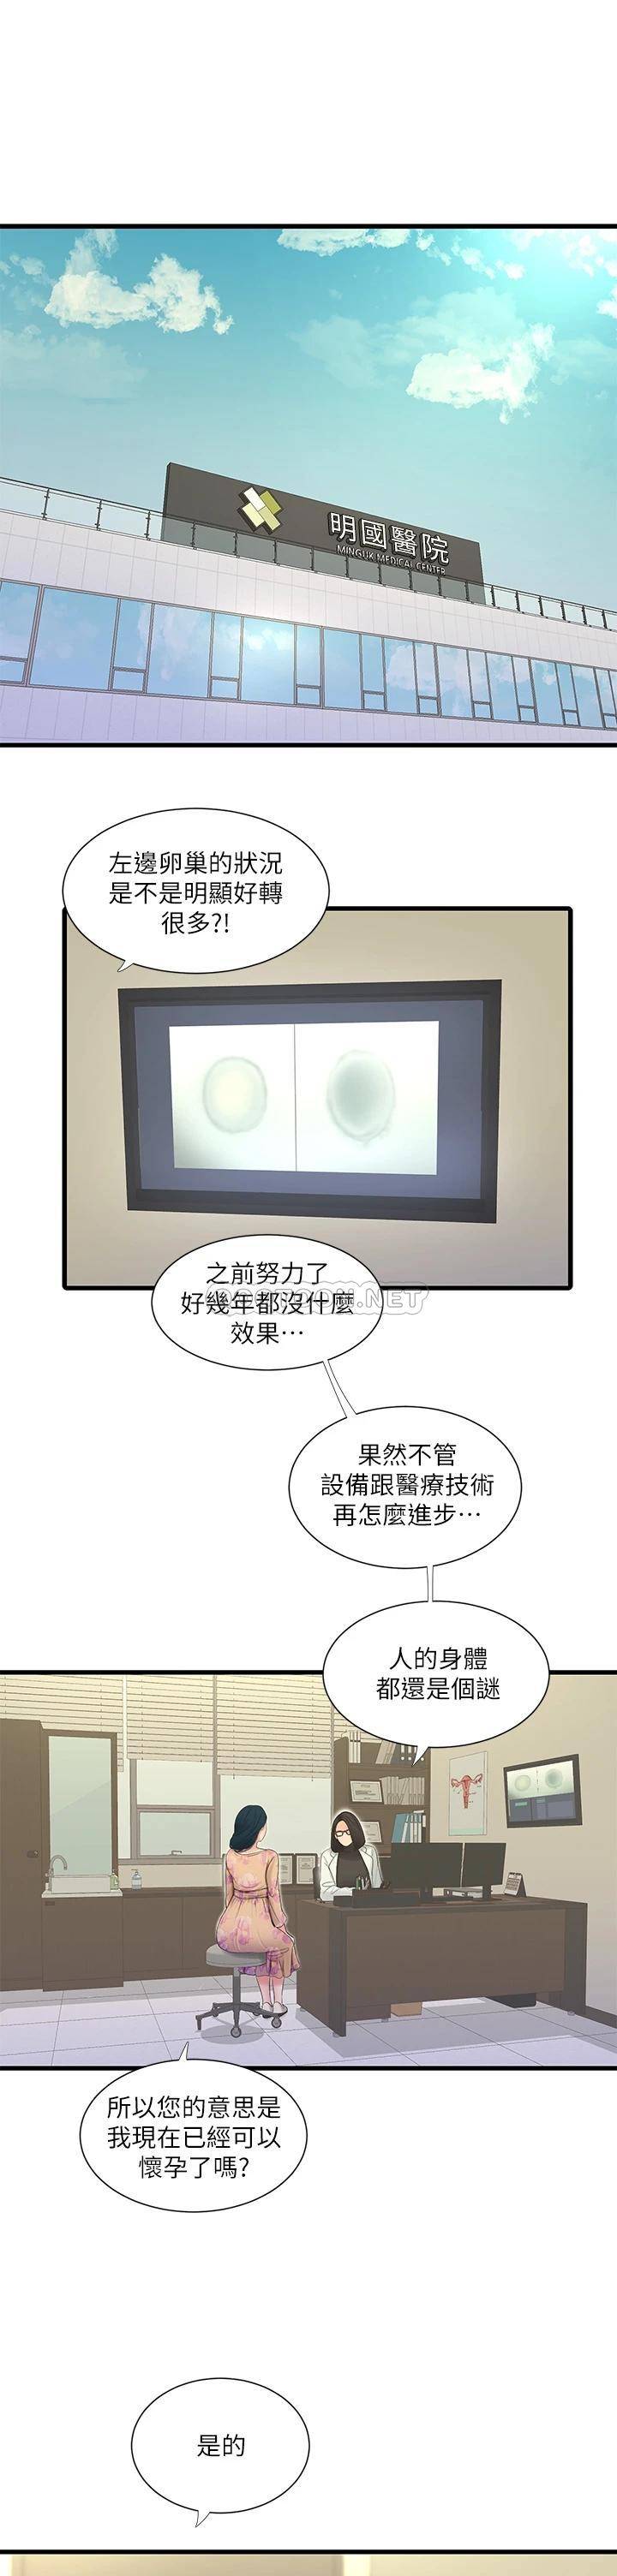 明國醫院
MINGUK MEDICAL CENTER
左邊卵巢的狀況
是不是明顯好轉
很多?!
之前努力了
好幾年都沒什麼
效果…
果然不管
設備跟醫療技術
再怎麼進步…
人的身體
都還是個謎
……
所以您的意思是
我現在已經可以
懷孕了嗎?
是的